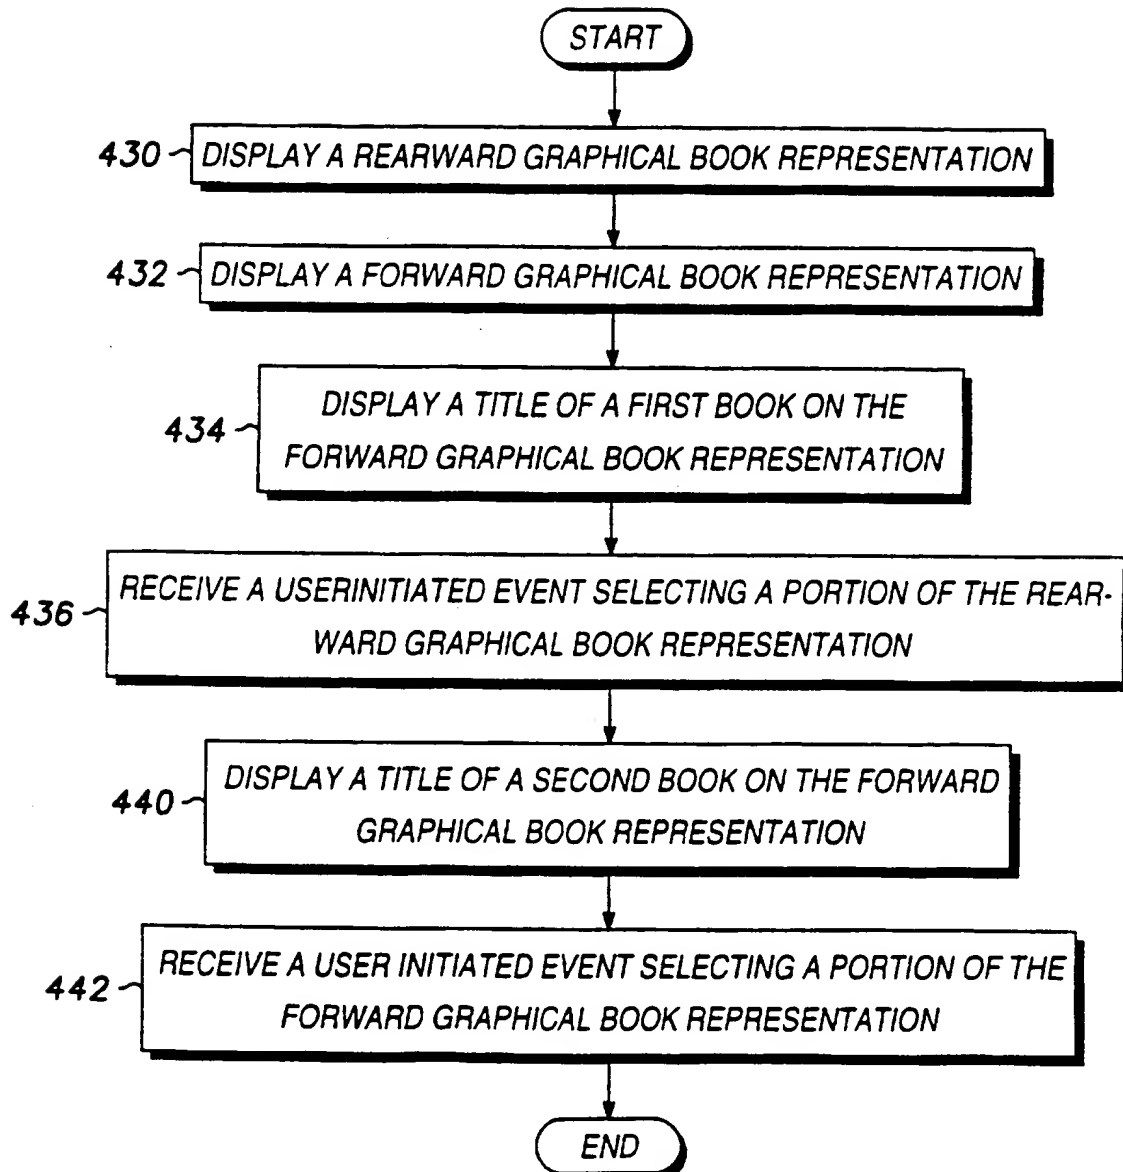 START
430 DISPLAY A REARWARD GRAPHICAL BOOK REPRESENTATION
432 DISPLAY A FORWARD GRAPHICAL BOOK REPRESENTATION
DISPLAY A TITLE OF A FIRST BOOK ON THE
434
FORWARD GRAPHICAL BOOK REPRESENTATION
RECEIVE A USERINITIATED EVENT SELECTING A PORTION OF THE REAR-
436
WARD GRAPHICAL BOOK REPRESENTATION
DISPLAY A TITLE OF A SECOND BOOK ON THE FORWARD
440
GRAPHICAL BOOK REPRESENTATION
RECEIVE A USER INITIATED EVENT SELECTING A PORTION OF THE
442
FORWARD GRAPHICAL BOOK REPRESENTATION
END